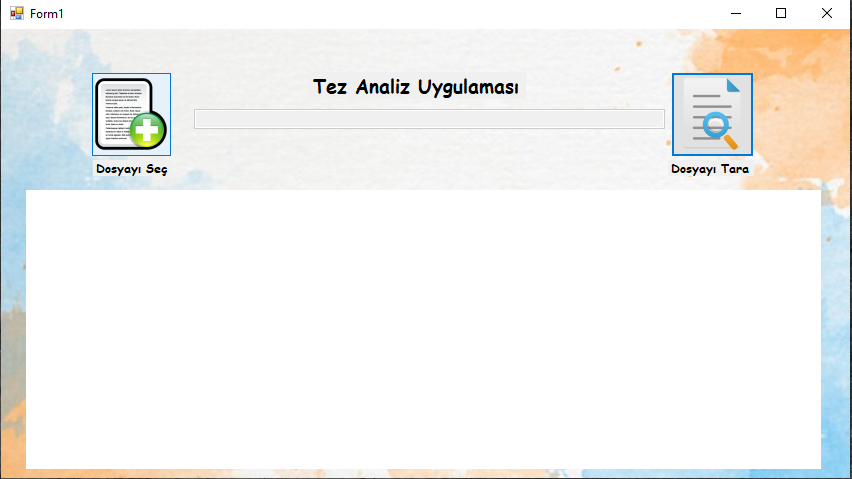 Form1
Tez Analiz Uygulaması
Dosyayı Seç
Dosyayı Tara